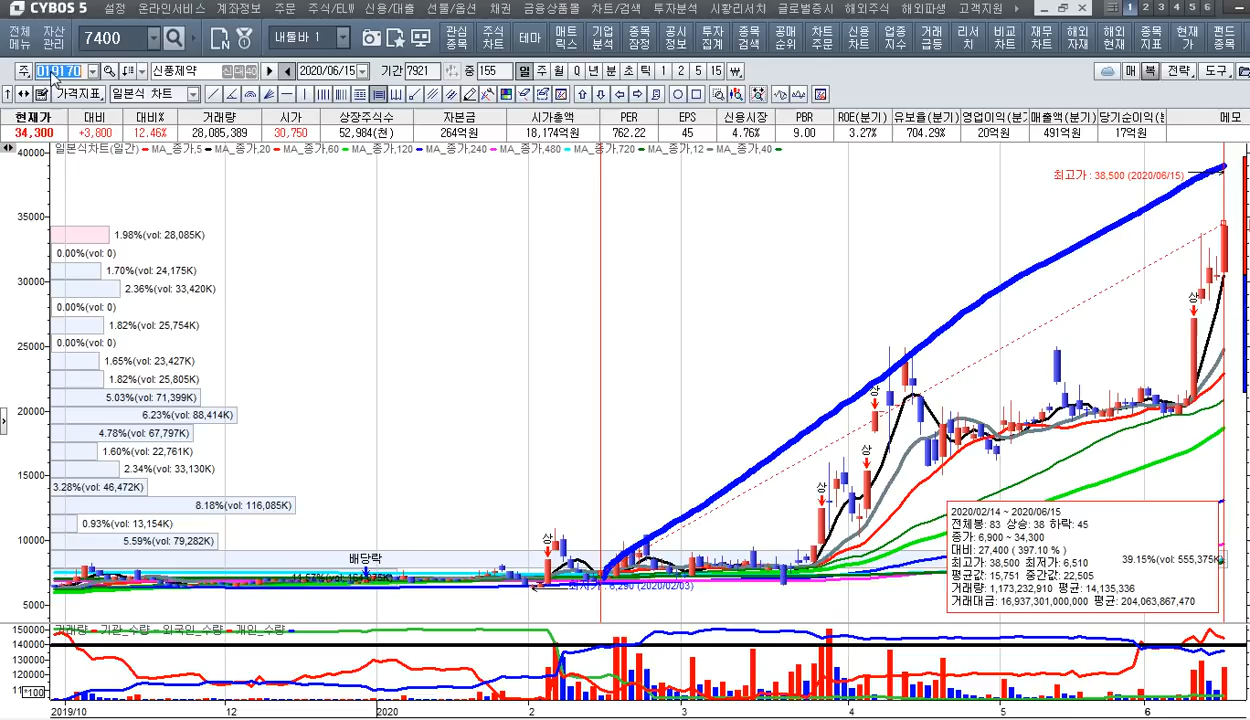 CYBOS 5 설정 온라인서비스 계좌정보 주문 주식/ELW 신용/대출 선물/옵션 채권 금융상품몰 차트/검색 투자분석 시황리서치 글로벌증시 해외주식 해외파생 고객지원 1 2 3 4 5 6
전체메뉴 자산관리 7400 내툴바 1 관심종목 주식차트 테마 매트릭스 기업분석 종목잠정 공시정보 투자집계 공매순위 차트주문 신용차트 업종지수 거래급등 리서치 비교차트 재무차트 해외자재 해외현재 종목지표 현재가 펀드종목
주 019170 신풍제약 신 대 40 2020/06/15 기간 7921 중 155 일 주 월 Q 년 분 초 틱 1 3 5 15 매 복 전략 도구
가격지표 일본식 차트
현재가 대비 대비% 거래량 시가 상장주식수 자본금 시가총액 PER EPS 신용시장 PBR ROE(분기) 유보율(분기) 영업이익(분기 매출액(분기) 당기순이익(분 메모
34,300 +3,800 12.46% 28,085,389 30,750 52,984(천) 264억원 18,174억원 762.22 45 4.76% 9.00 3.27% 704.29% 20억원 491억원 17억원
일본식차트(일간) MA_종가,5 MA_종가,20 MA_종가,60 MA_종가,120 MA_종가,240 MA_종가,480 MA_종가,720 MA_종가,12 MA_종가,40
40000
최고가 : 38,500 (2020/06/15)
35000
1.98%(vol: 28,085K)
0.00%(vol: 0)
1.70%(vol: 24,175K)
30000
2.36%(vol: 33,420K)
상
0.00%(vol: 0)
1.82%(vol: 25,754K)
25000
0.00%(vol: 0)
1.65%(vol: 23,427K)
1.82%(vol: 25,805K)
상
5.03%(vol: 71,399K)
20000
6.23%(vol: 88,414K)
4.78%(vol: 67,797K)
1.60%(vol: 22,761K)
상
2.34%(vol: 33,130K)
15000
3.28%(vol: 46,472K)
상
8.18%(vol: 116,085K)
0.93%(vol: 13,154K)
10000
5.59%(vol: 79,282K)
상
배당락
39.15%(vol: 555,375K)
최저가 : 6,290 (2020/02/03)
5000
2020/02/14 ~ 2020/06/15
전체봉: 83 상승: 38 하락: 45
종가: 6,900 ~ 34,300
대비: 27,400 ( 397.10 % )
최고가: 38,500 최저가: 6,510
평균값: 15,751 중간값: 22,505
거래량: 1,173,232,910 평균: 14,135,336
거래대금: 16,937,301,000,000 평균: 204,063,867,470
거래량 기관_수량 외국인_수량 개인_수량
150000
140000
130000
120000
*100
2019/10 12 2020 2 3 4 5 6